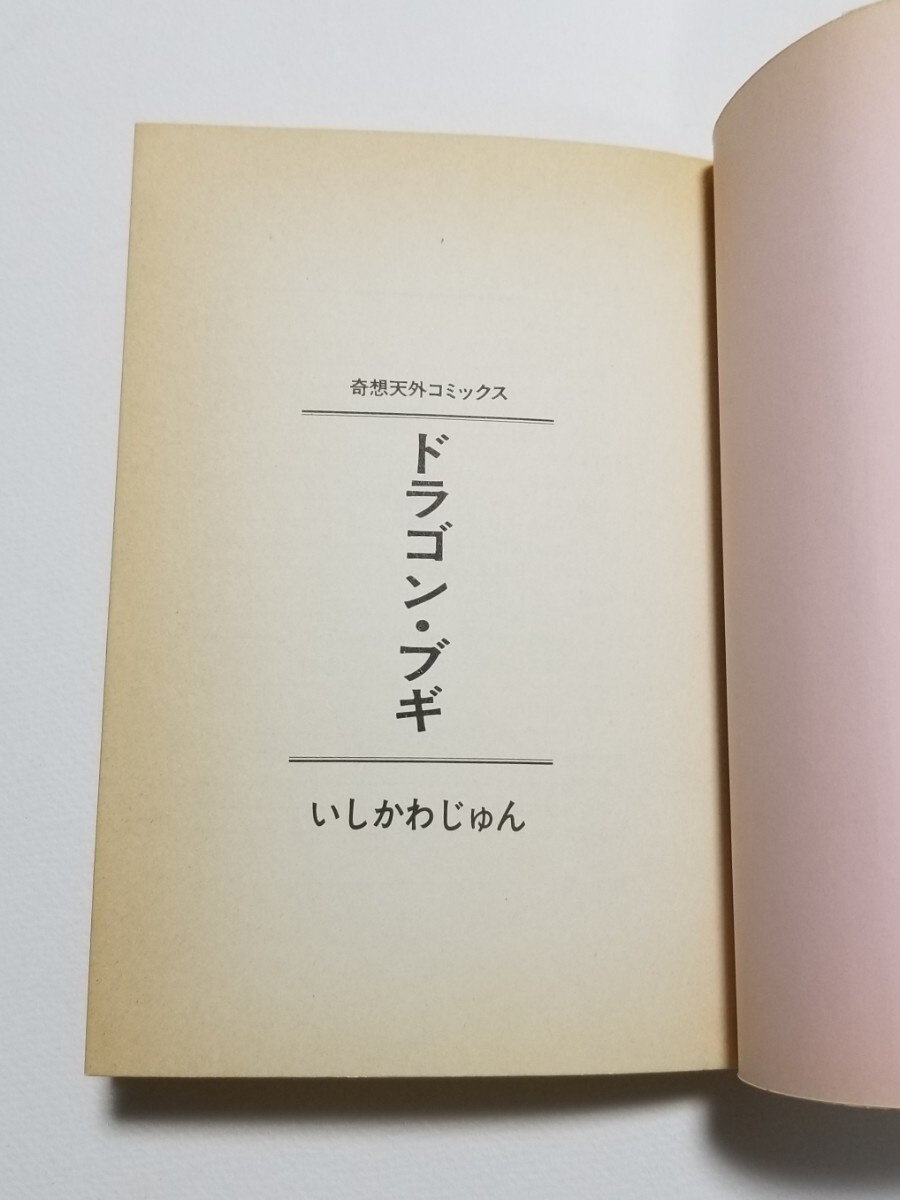 奇想天外コミックス
ドラゴン・ブギ
いしかわじゅん